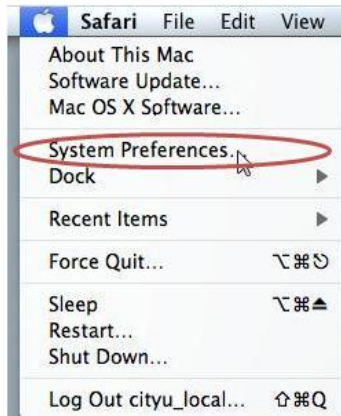 Safari File Edit View
About This Mac
Software Update...
Mac OS X Software...
System Preferences...
Dock
Recent Items
Force Quit... ⌥⌘⎋
Sleep ⌥⌘⏏
Restart...
Shut Down...
Log Out cityu_local... ⇧⌘Q